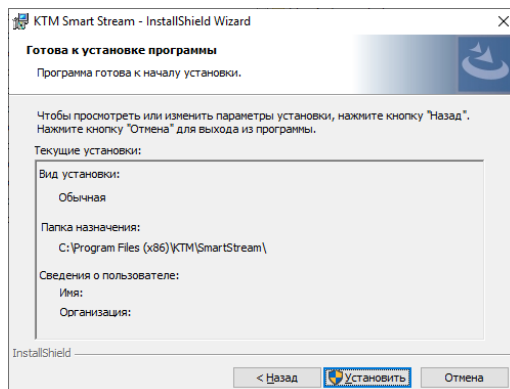 KTM Smart Stream - InstallShield Wizard
Готова к установке программы
Программа готова к началу установки.
Чтобы просмотреть или изменить параметры установки, нажмите кнопку "Назад".
Нажмите кнопку "Отмена" для выхода из программы.
Текущие установки:
Вид установки:
Обычная
Папка назначения:
C:\Program Files (x86)\KTM\SmartStream\
Сведения о пользователе:
Имя:
Организация:
InstallShield
< Назад
Установить
Отмена